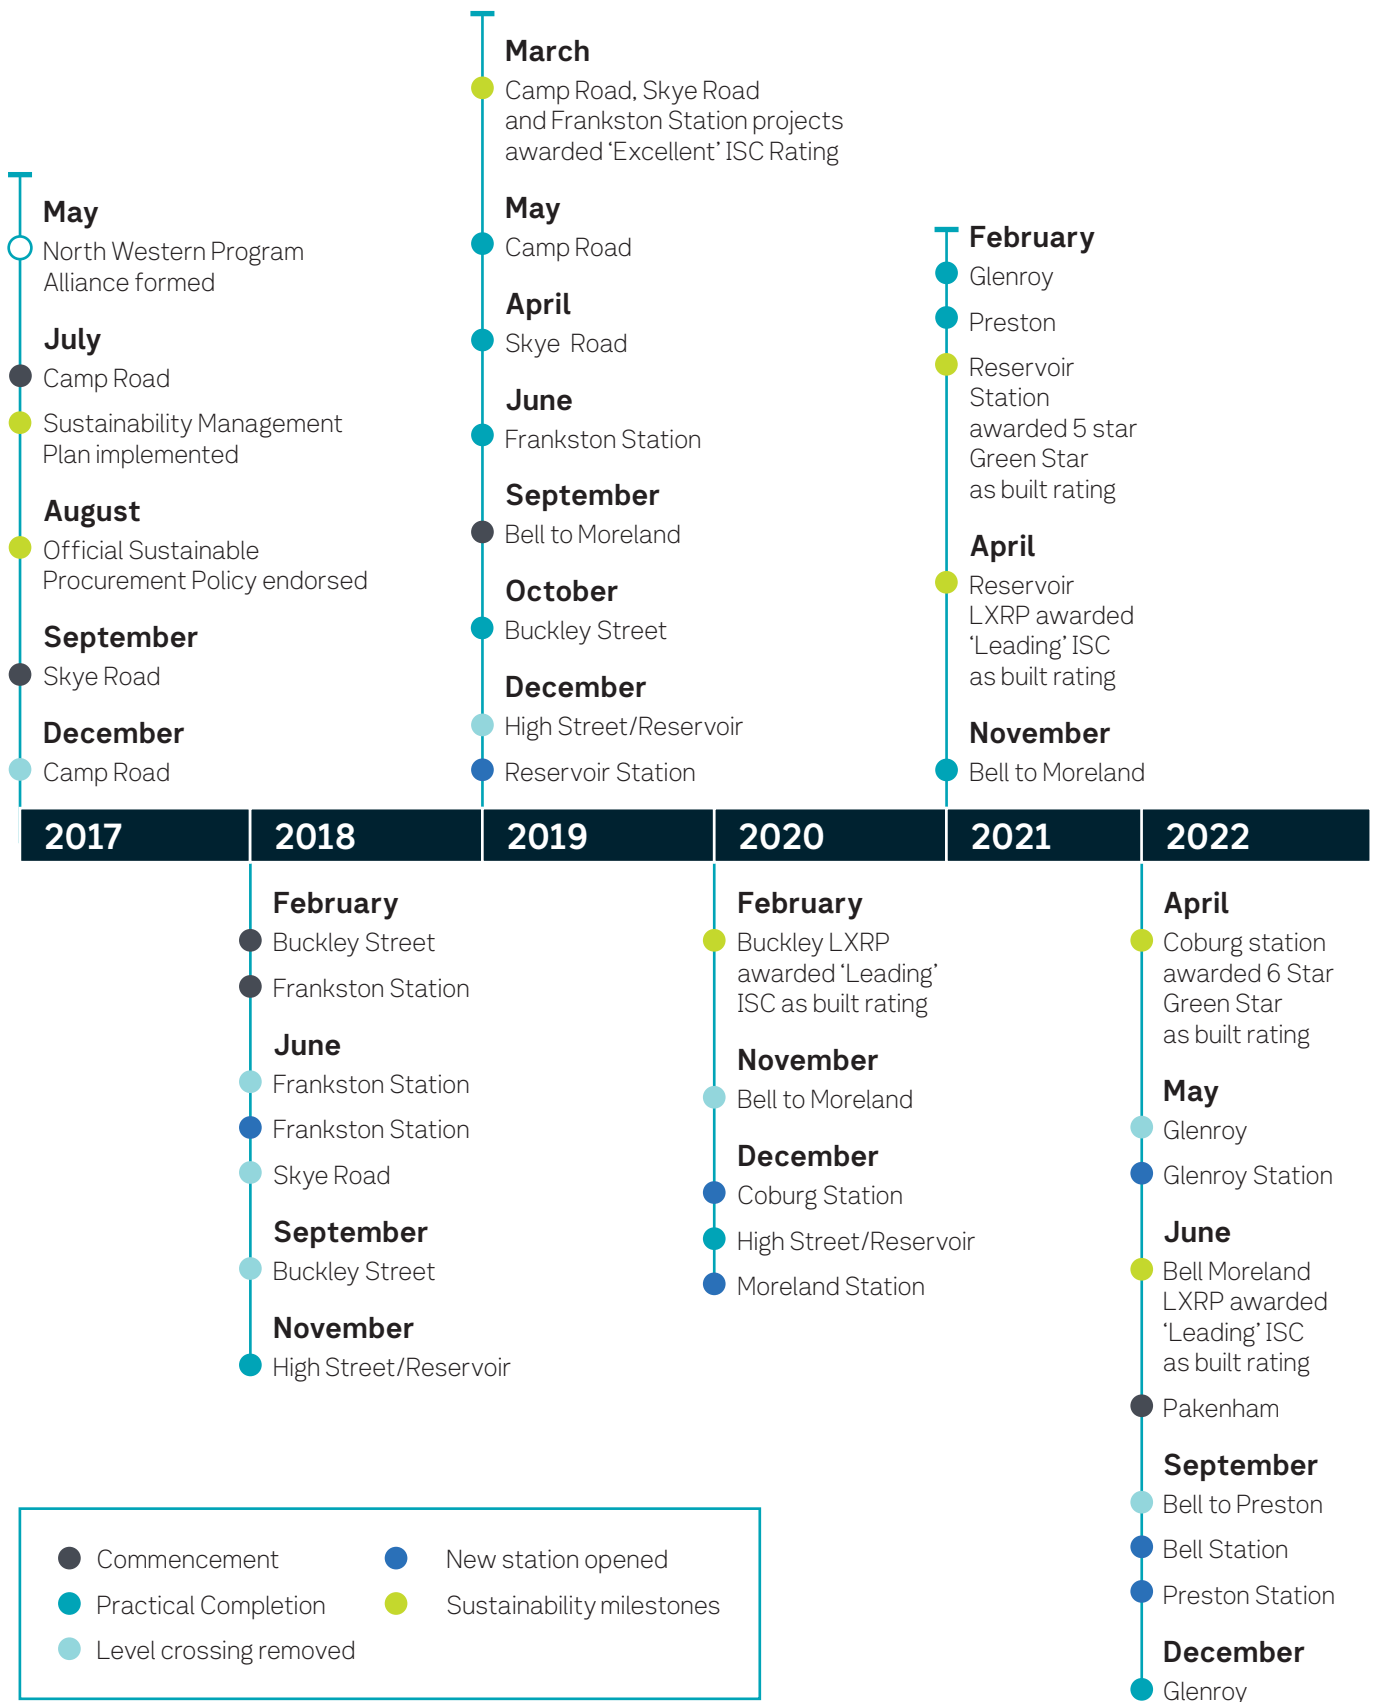 May
North Western Program
Alliance formed
July
Camp Road
Sustainability Management
Plan implemented
August
Official Sustainable
Procurement Policy endorsed
September
Skye Road
December
Camp Road
March
Camp Road, Skye Road
and Frankston Station projects
awarded ‘Excellent’ ISC Rating
May
Camp Road
April
Skye Road
June
Frankston Station
September
Bell to Moreland
October
Buckley Street
December
High Street/Reservoir
Reservoir Station
February
Glenroy
Preston
Reservoir
Station
awarded 5 star
Green Star
as built rating
April
Reservoir
LXRP awarded
‘Leading’ ISC
as built rating
November
Bell to Moreland
2017 2018 2019 2020 2021 2022
February
Buckley Street
Frankston Station
June
Frankston Station
Frankston Station
Skye Road
September
Buckley Street
November
High Street/Reservoir
February
Buckley LXRP
awarded ‘Leading’
ISC as built rating
November
Bell to Moreland
December
Coburg Station
High Street/Reservoir
Moreland Station
April
Coburg station
awarded 6 Star
Green Star
as built rating
May
Glenroy
Glenroy Station
June
Bell Moreland
LXRP awarded
‘Leading’ ISC
as built rating
Pakenham
September
Bell to Preston
Bell Station
Preston Station
December
Glenroy
Commencement
Practical Completion
Level crossing removed
New station opened
Sustainability milestones